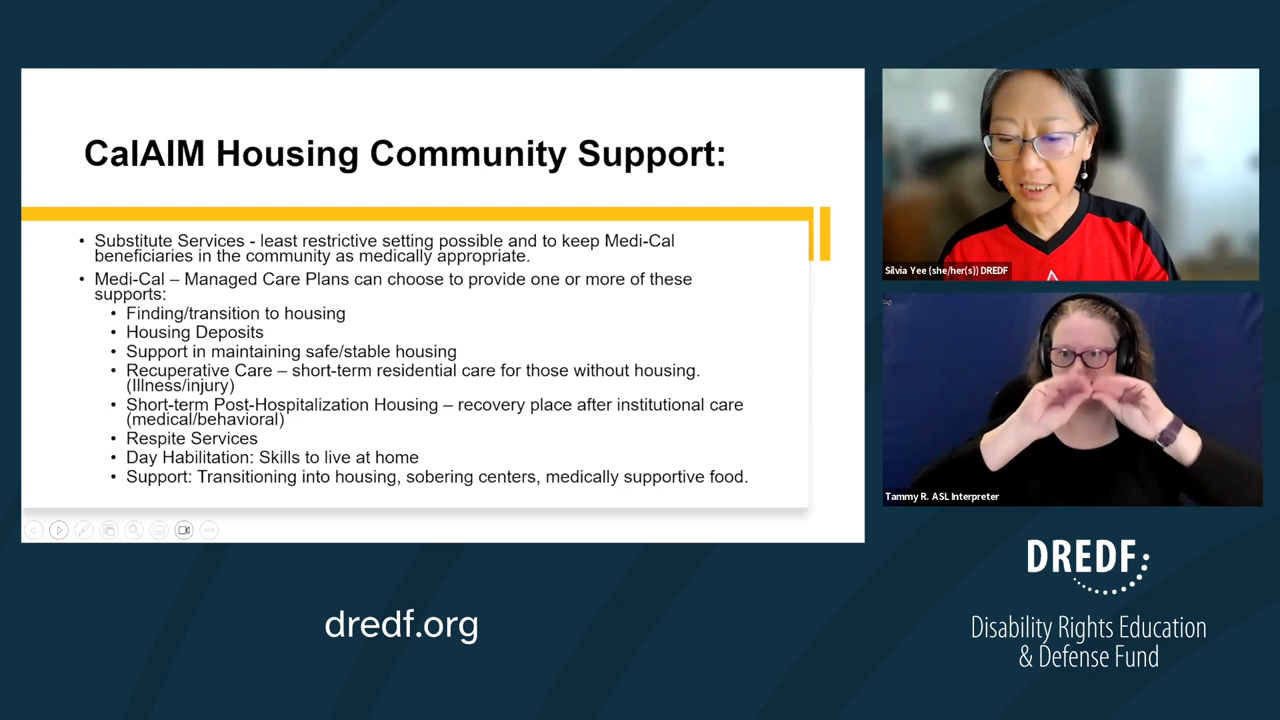 CalAIM Housing Community Support:
• Substitute Services - least restrictive setting possible and to keep Medi-Cal
beneficiaries in the community as medically appropriate.
• Medi-Cal – Managed Care Plans can choose to provide one or more of these
supports:
• Finding/transition to housing
• Housing Deposits
• Support in maintaining safe/stable housing
• Recuperative Care – short-term residential care for those without housing.
(Illness/injury)
• Short-term Post-Hospitalization Housing – recovery place after institutional care
(medical/behavioral)
• Respite Services
• Day Habilitation: Skills to live at home
• Support: Transitioning into housing, sobering centers, medically supportive food.
Silvia Yee (she/her(s)) DREDF
Tammy R. ASL Interpreter
dredf.org
DREDF
Disability Rights Education
& Defense Fund